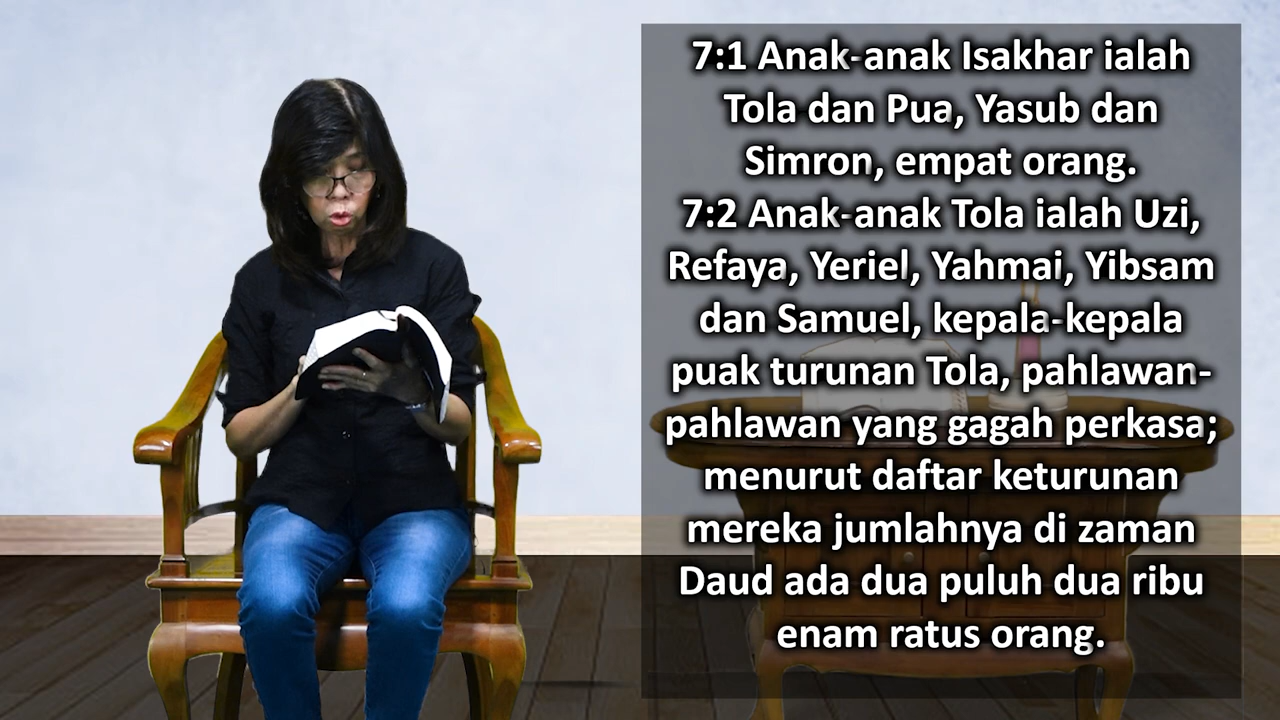 7:1 Anak-anak Isakhar ialah
Tola dan Pua, Yasub dan
Simron, empat orang.
7:2 Anak-anak Tola ialah Uzi,
Refaya, Yeriel, Yahmai, Yibsam
dan Samuel, kepala-kepala
puak turunan Tola, pahlawan-
pahlawan yang gagah perkasa;
menurut daftar keturunan
mereka jumlahnya di zaman
Daud ada dua puluh dua ribu
enam ratus orang.